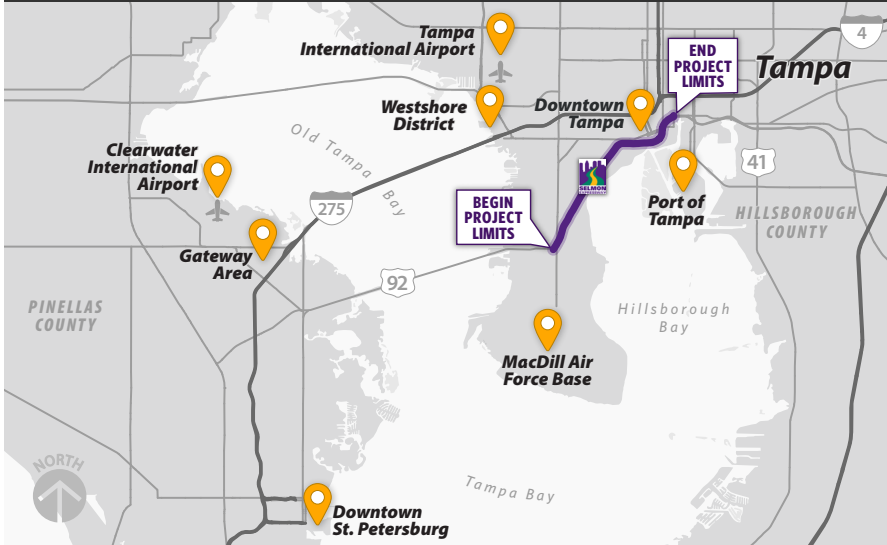 Tampa
International Airport
4
END
PROJECT
LIMITS
Tampa
Westshore
District
Downtown
Tampa
Old Tampa Bay
Clearwater
International
Airport
41
SELMON
275
BEGIN
PROJECT
LIMITS
Port of
Tampa
HILLSBOROUGH
COUNTY
Gateway
Area
92
PINELLAS
COUNTY
Hillsborough
Bay
MacDill Air
Force Base
NORTH
Tampa Bay
Downtown
St. Petersburg